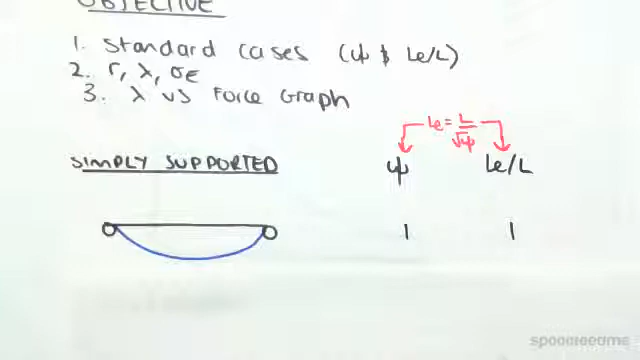 OBJECTIVE
1. Standard cases (ψ & Le/L)
2. r, λ, σE
3. λ vs Force Graph
Le = L/√ψ
SIMPLY SUPPORTED ψ Le/L
1 1
spoonfeedme